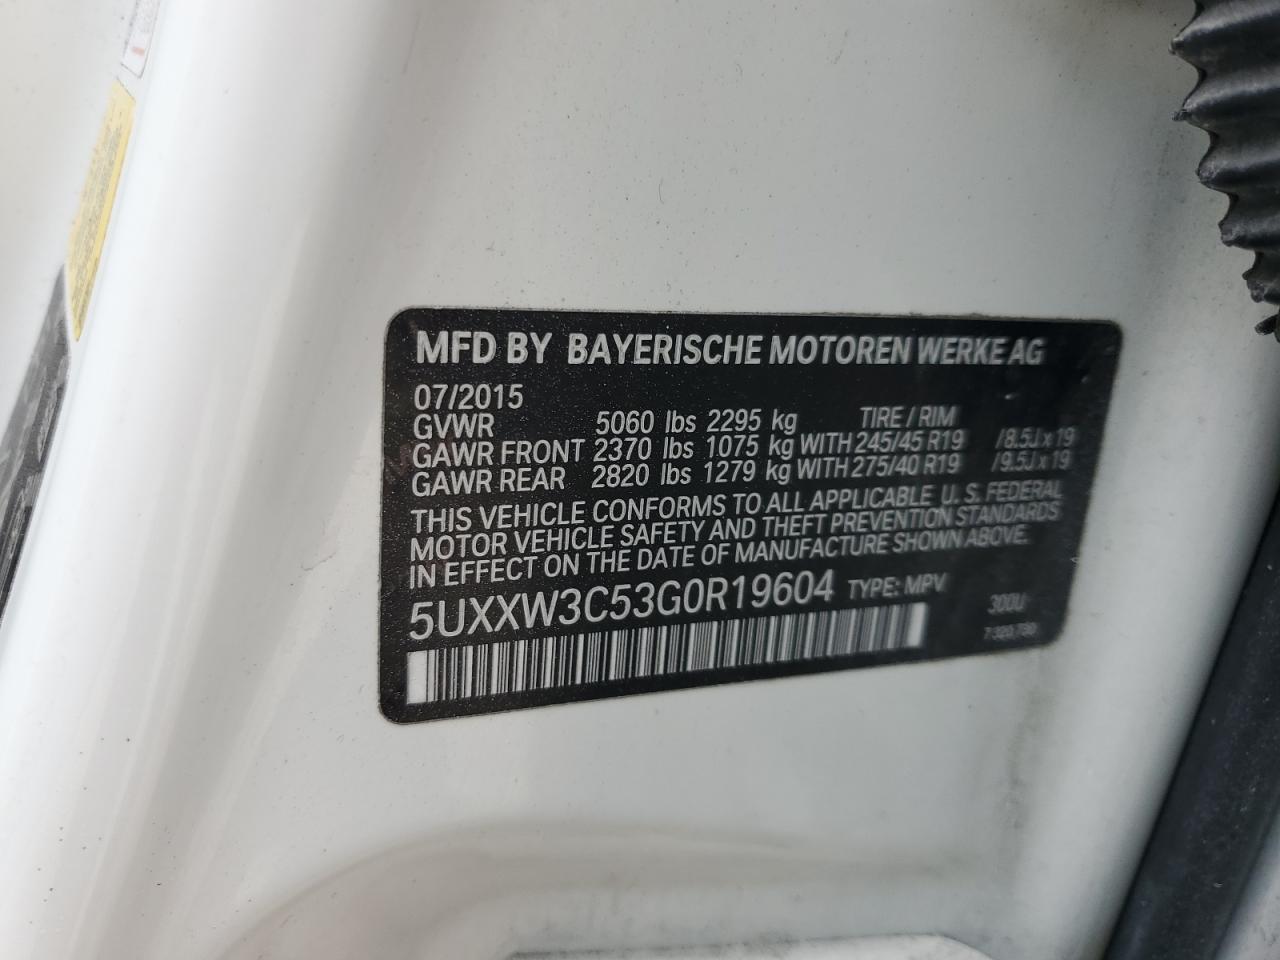 MFD BY BAYERISCHE MOTOREN WERKE AG
07/2015
GVWR 5060 lbs 2295 kg TIRE / RIM
GAWR FRONT 2370 lbs 1075 kg WITH 245/45 R19 /8.5J x 19
GAWR REAR 2820 lbs 1279 kg WITH 275/40 R19 /9.5J x 19
THIS VEHICLE CONFORMS TO ALL APPLICABLE U. S. FEDERAL
MOTOR VEHICLE SAFETY AND THEFT PREVENTION STANDARDS
IN EFFECT ON THE DATE OF MANUFACTURE SHOWN ABOVE.
5UXXW3C53G0R19604 TYPE: MPV
300U